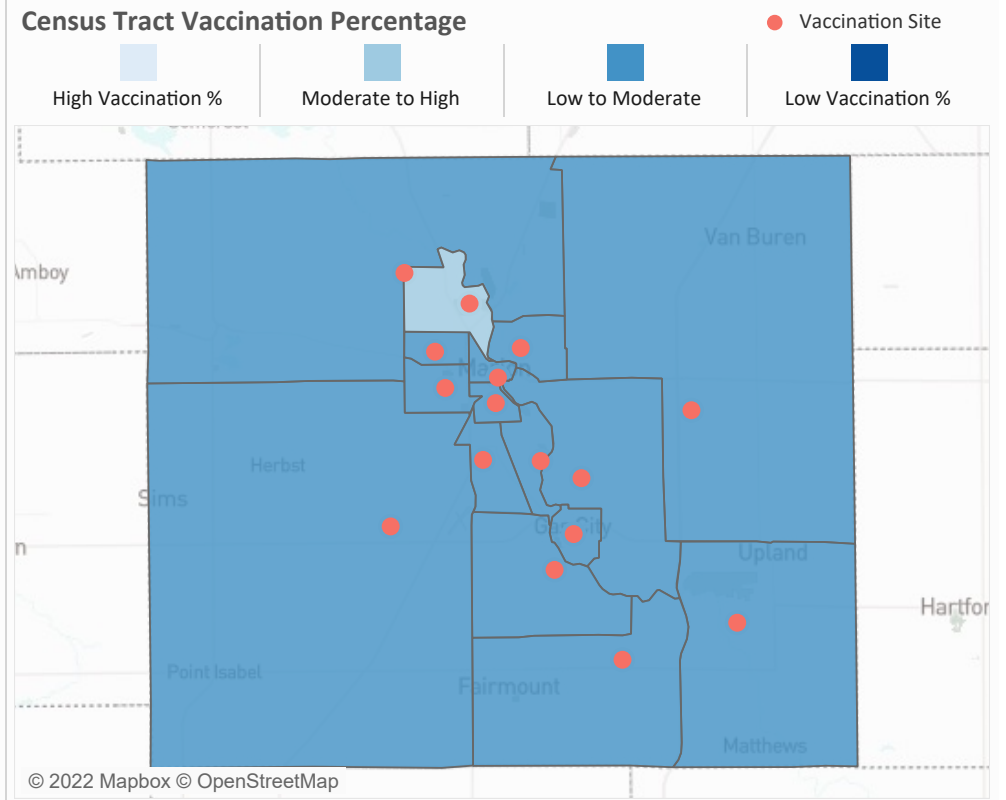 Census Tract Vaccination Percentage
Vaccination Site
High Vaccination %
Moderate to High
Low to Moderate
Low Vaccination %
Van Buren
Amboy
Marion
Herbst
Sims
Gas City
Upland
Hartfor
Point Isabel
Fairmount
Matthews
© 2022 Mapbox © OpenStreetMap